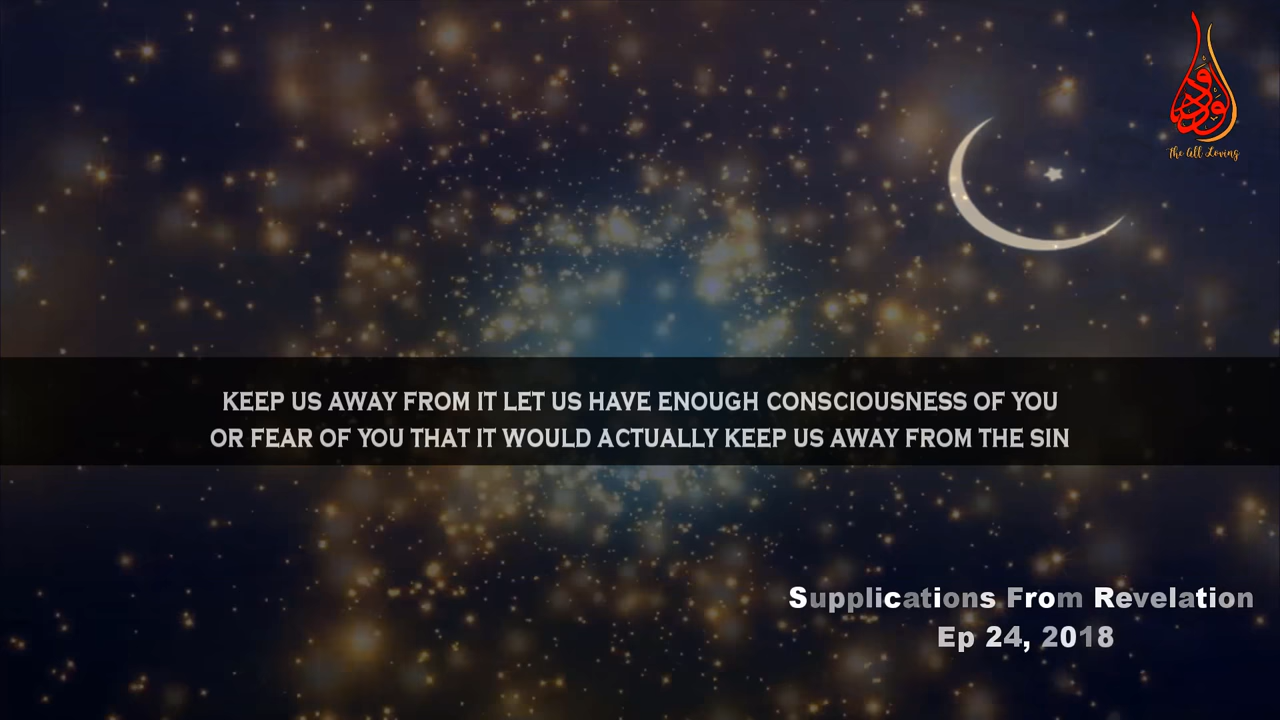 الودود
The All Loving
KEEP US AWAY FROM IT LET US HAVE ENOUGH CONSCIOUSNESS OF YOU
OR FEAR OF YOU THAT IT WOULD ACTUALLY KEEP US AWAY FROM THE SIN
Supplications From Revelation
Ep 24, 2018